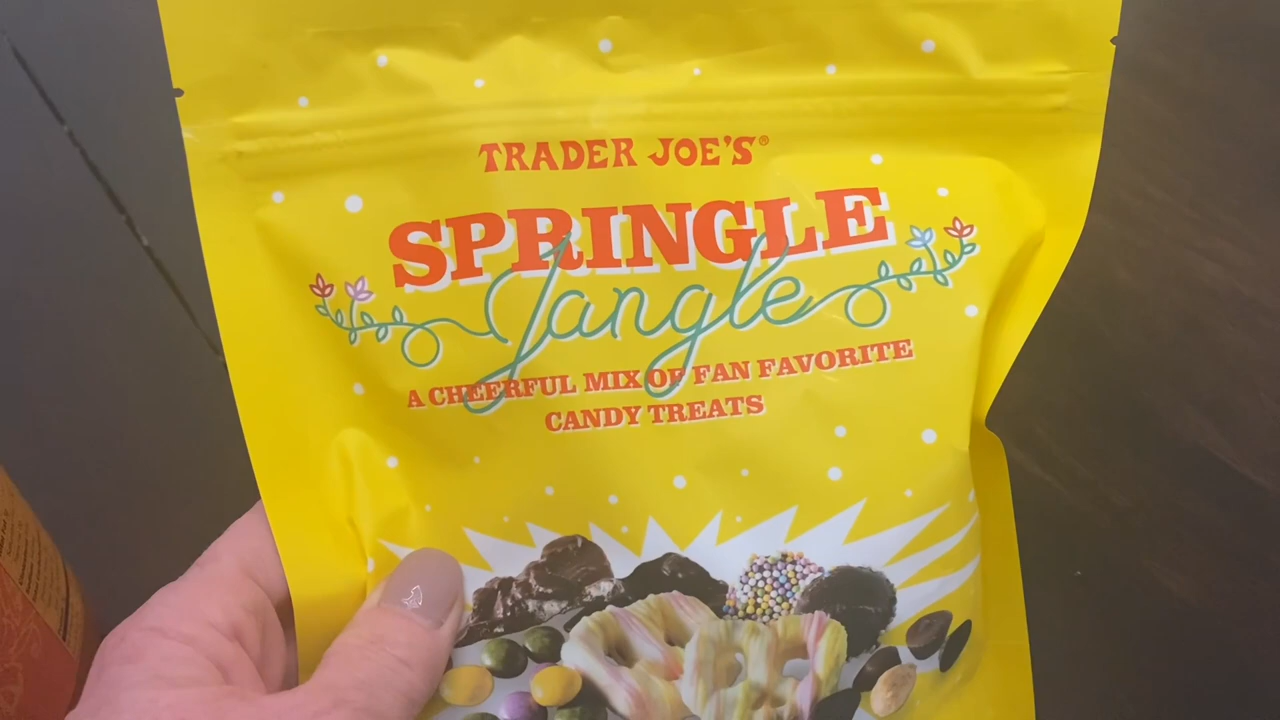 TRADER JOE'S®
SPRINGLE
Jangle
A CHEERFUL MIX OF FAN FAVORITE
CANDY TREATS